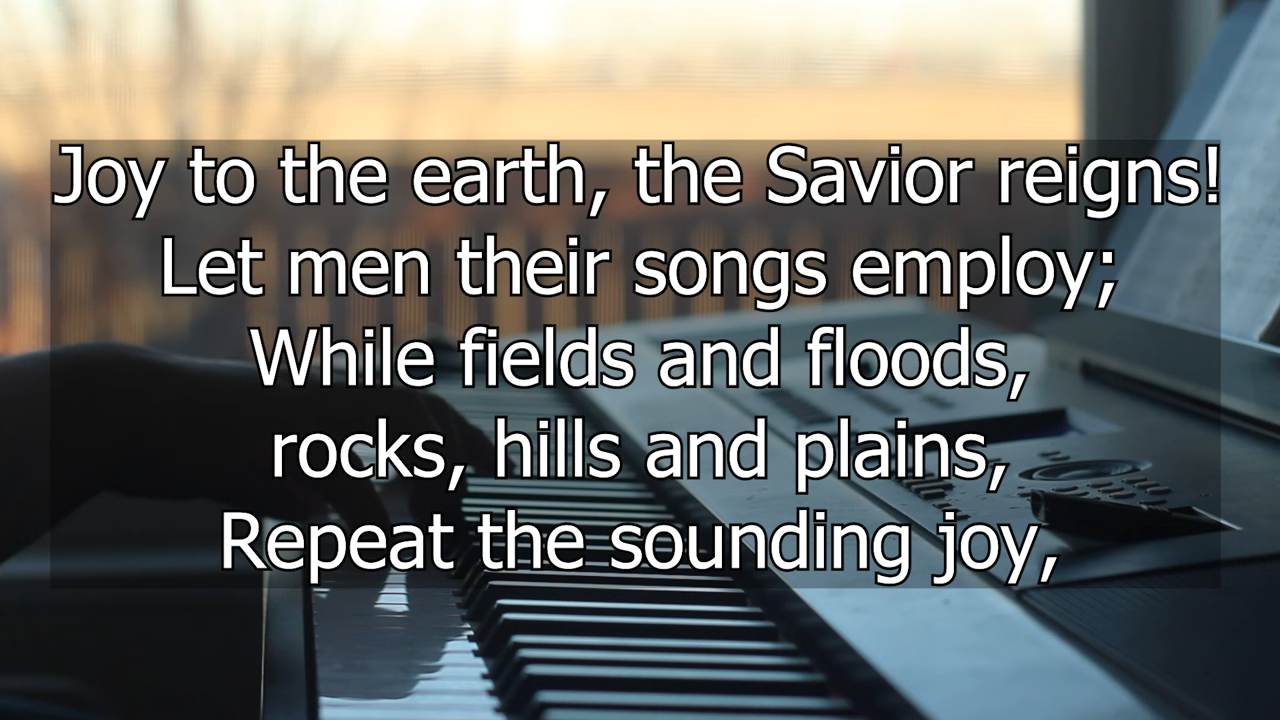 Joy to the earth, the Savior reigns!
Let men their songs employ;
While fields and floods,
rocks, hills and plains,
Repeat the sounding joy,